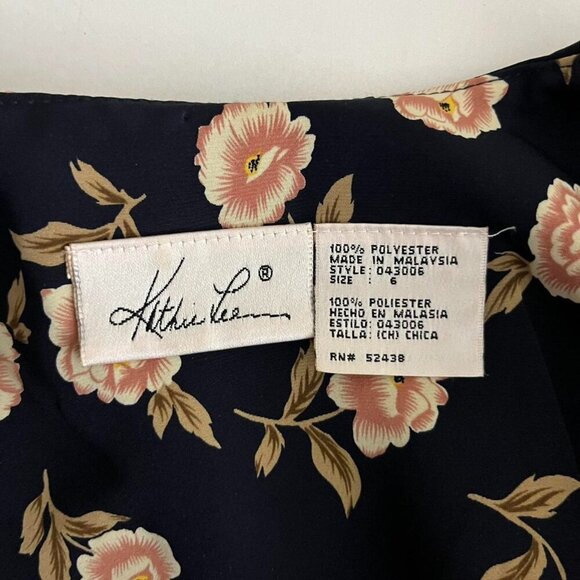 Kathie Lee ®
100% POLYESTER
MADE IN MALAYSIA
STYLE: 043006
SIZE : 6
100% POLIESTER
HECHO EN MALASIA
ESTILO: 043006
TALLA: (CH) CHICA
RN# 52438